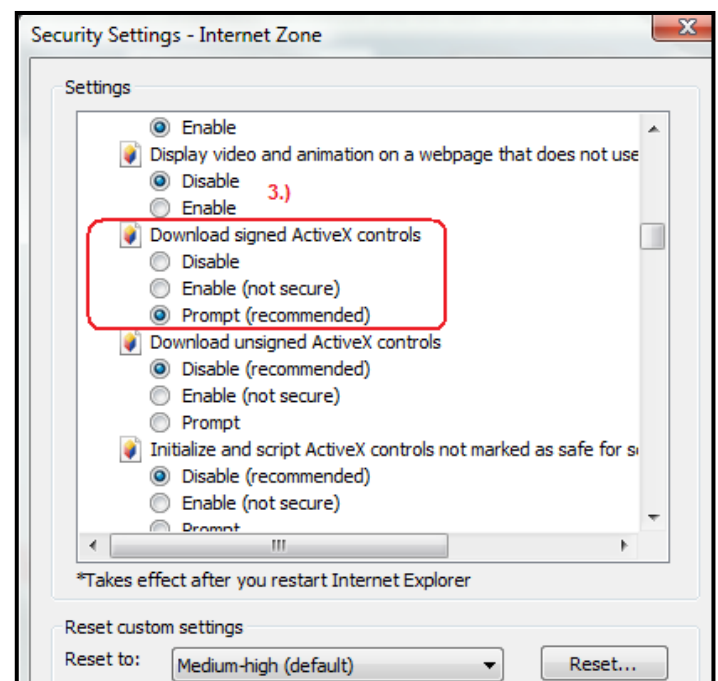 Security Settings - Internet Zone
Settings
Enable
Display video and animation on a webpage that does not use
Disable
3.)
Enable
Download signed ActiveX controls
Disable
Enable (not secure)
Prompt (recommended)
Download unsigned ActiveX controls
Disable (recommended)
Enable (not secure)
Prompt
Initialize and script ActiveX controls not marked as safe for s
Disable (recommended)
Enable (not secure)
Prompt
*Takes effect after you restart Internet Explorer
Reset custom settings
Reset to:
Medium-high (default)
Reset...